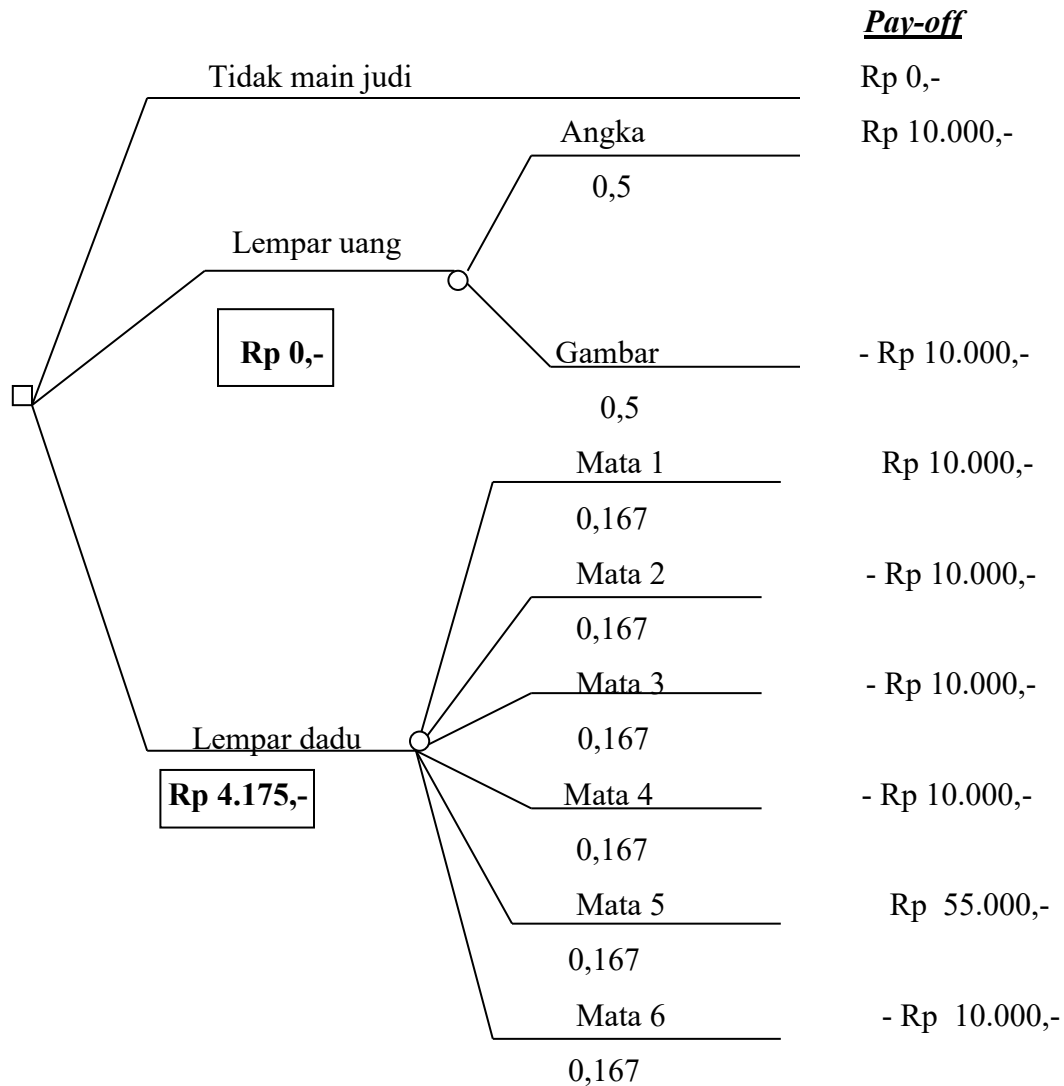 Pay-off
Tidak main judi Rp 0,-
Angka Rp 10.000,-
0,5
Lempar uang
Rp 0,-
Gambar - Rp 10.000,-
0,5
Mata 1 Rp 10.000,-
0,167
Mata 2 - Rp 10.000,-
0,167
Mata 3 - Rp 10.000,-
Lempar dadu 0,167
Rp 4.175,- Mata 4 - Rp 10.000,-
0,167
Mata 5 Rp 55.000,-
0,167
Mata 6 - Rp 10.000,-
0,167